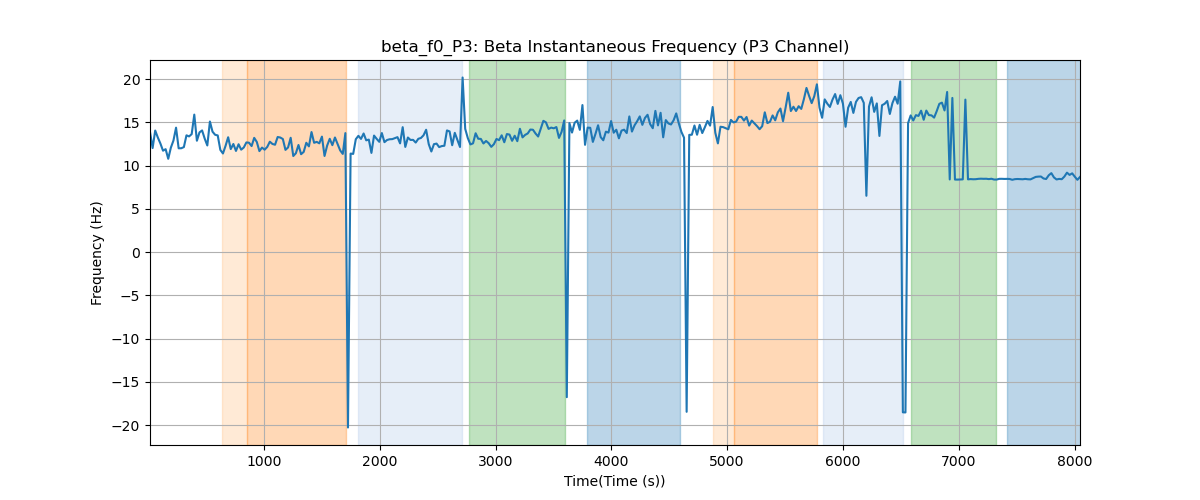 beta_f0_P3: Beta Instantaneous Frequency (P3 Channel)
Frequency (Hz)
20
15
10
5
0
−5
−10
−15
−20
1000 2000 3000 4000 5000 6000 7000 8000
Time(Time (s))